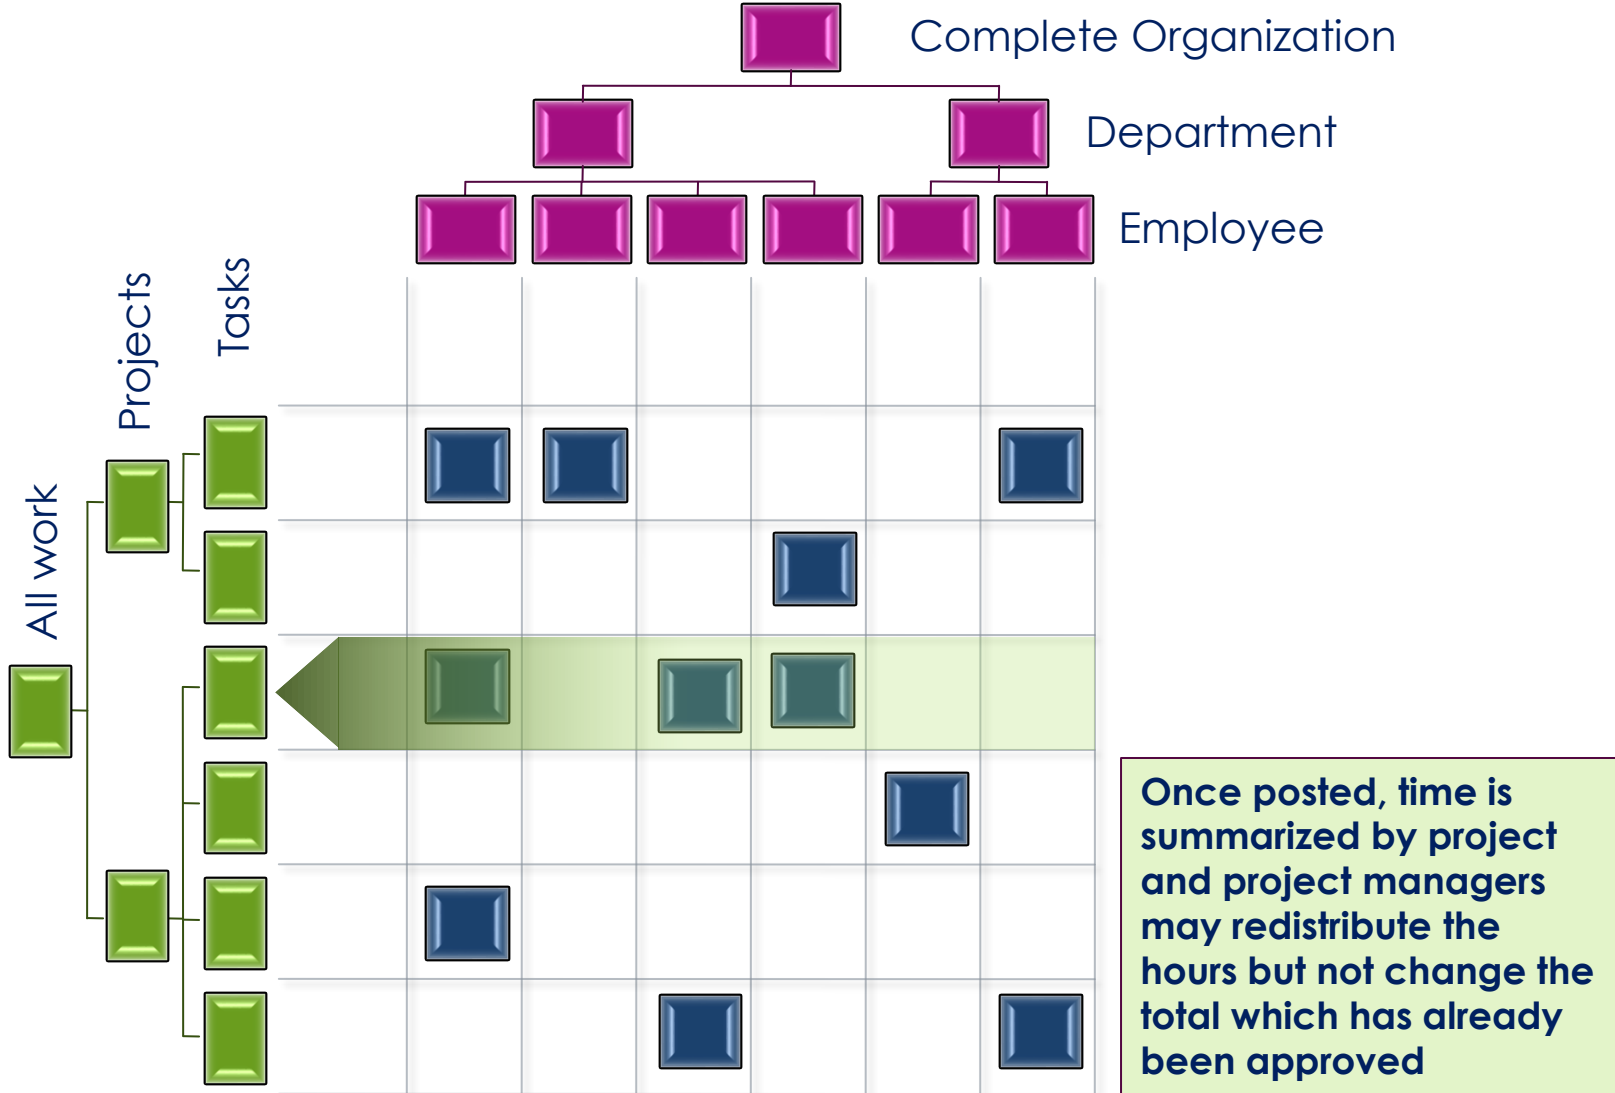 Complete Organization
Department
Employee
Tasks
Projects
All work
Once posted, time is
summarized by project
and project managers
may redistribute the
hours but not change the
total which has already
been approved